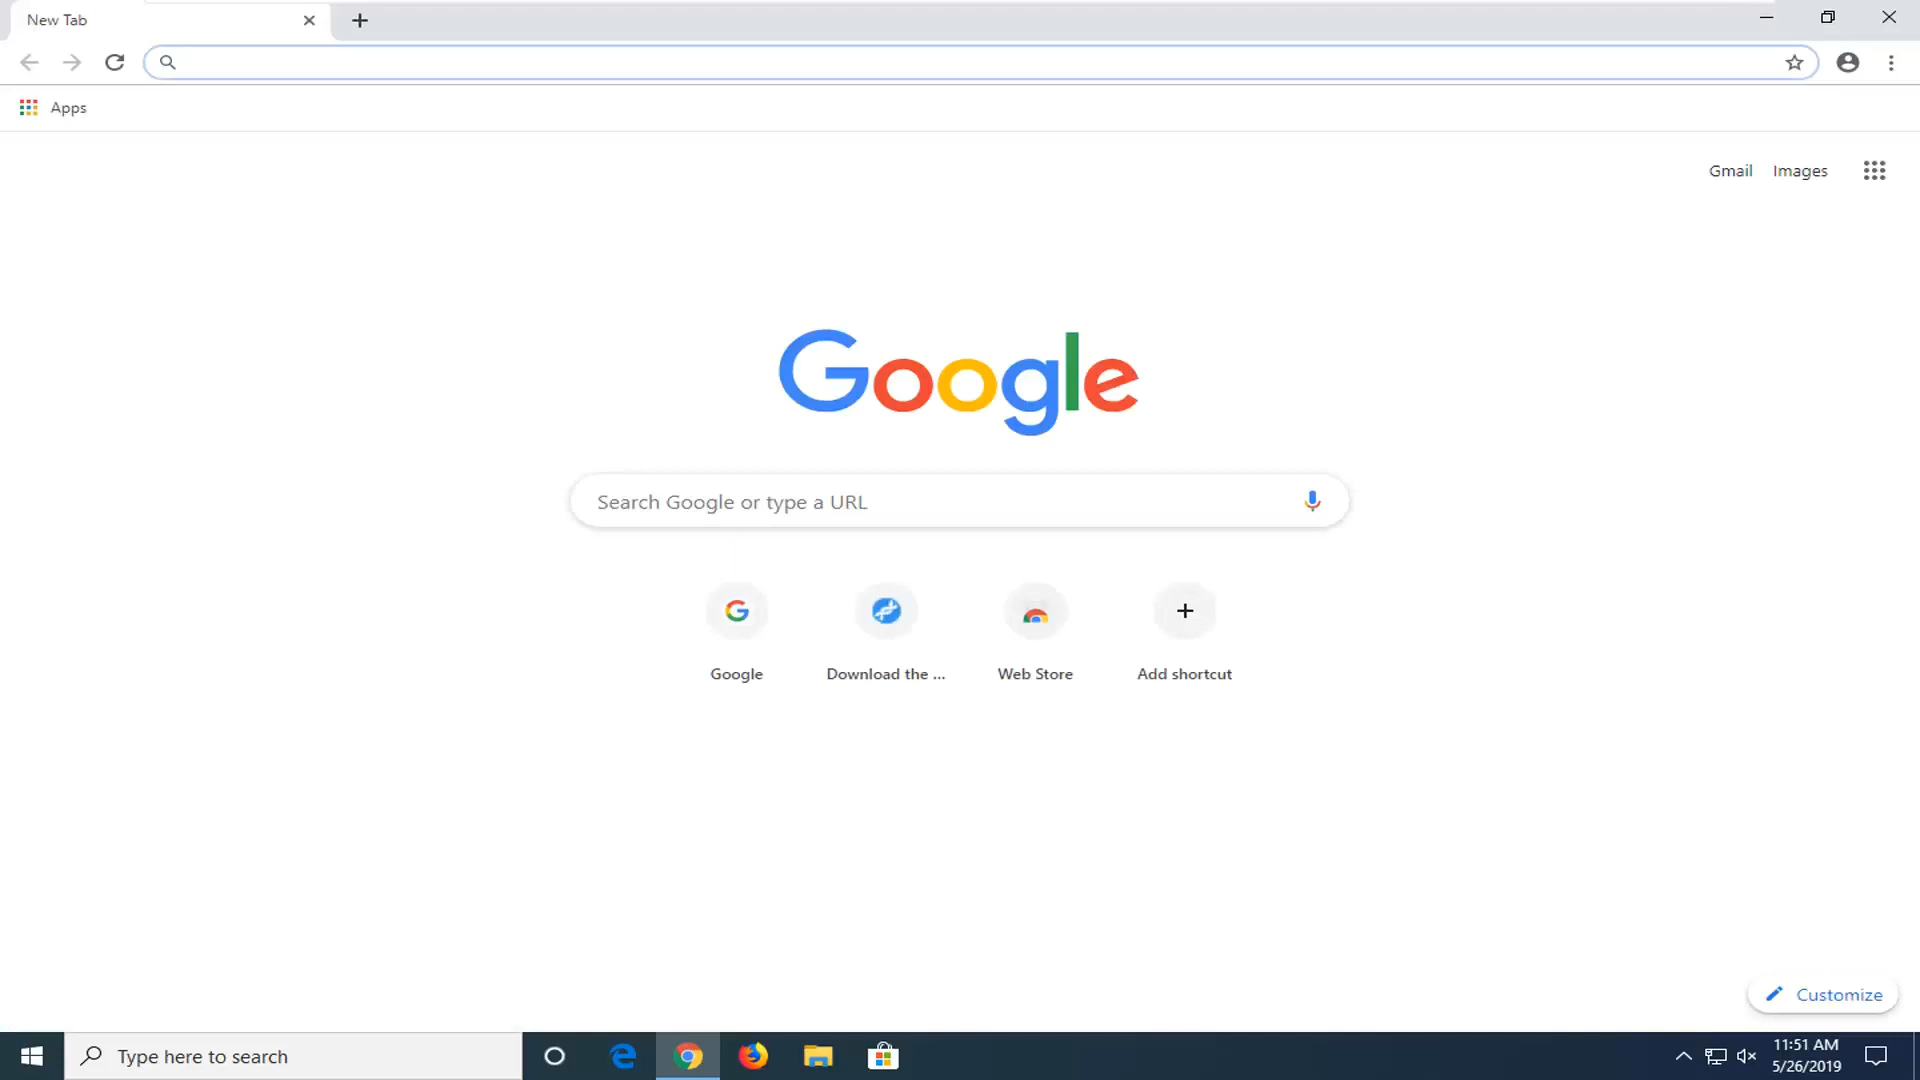 New Tab
Apps
Gmail Images
Google
Search Google or type a URL
Google
Download the ...
Web Store
Add shortcut
Customize
Type here to search
11:51 AM
5/26/2019